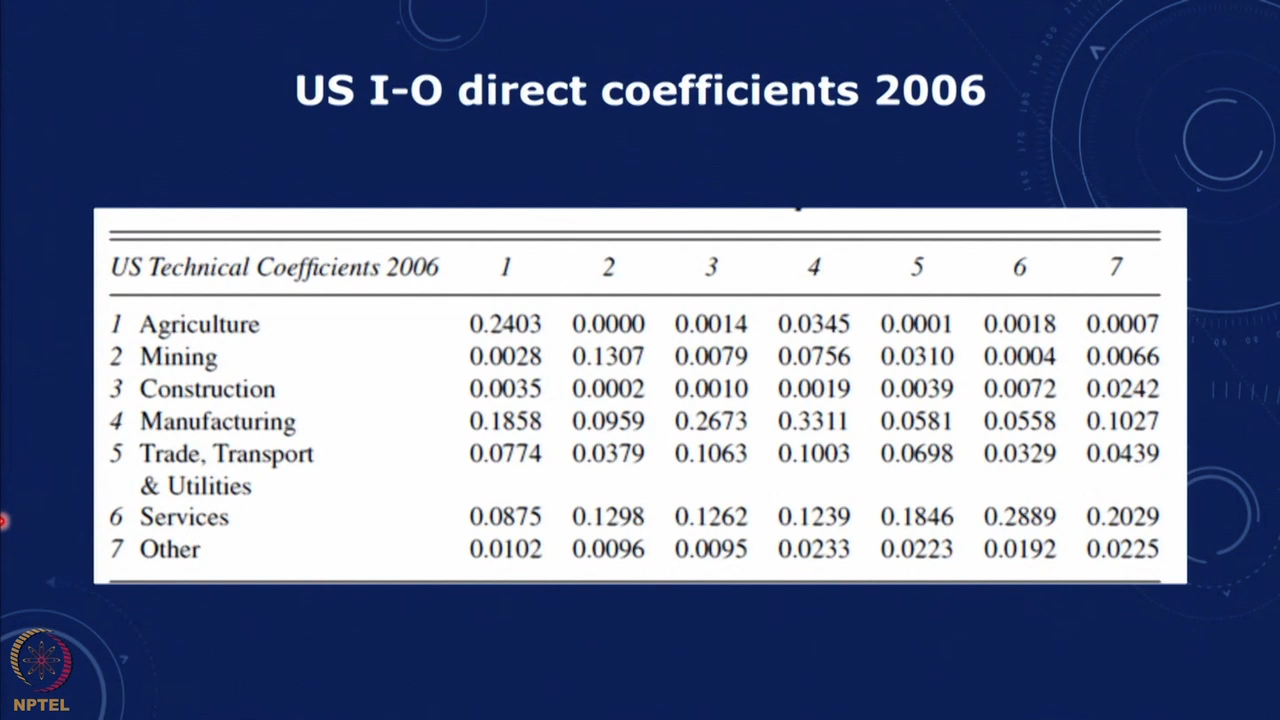 US I-O direct coefficients 2006
US Technical Coefficients 2006 1 2 3 4 5 6 7
1 Agriculture 0.2403 0.0000 0.0014 0.0345 0.0001 0.0018 0.0007
2 Mining 0.0028 0.1307 0.0079 0.0756 0.0310 0.0004 0.0066
3 Construction 0.0035 0.0002 0.0010 0.0019 0.0039 0.0072 0.0242
4 Manufacturing 0.1858 0.0959 0.2673 0.3311 0.0581 0.0558 0.1027
5 Trade, Transport 0.0774 0.0379 0.1063 0.1003 0.0698 0.0329 0.0439
& Utilities
6 Services 0.0875 0.1298 0.1262 0.1239 0.1846 0.2889 0.2029
7 Other 0.0102 0.0096 0.0095 0.0233 0.0223 0.0192 0.0225
NPTEL